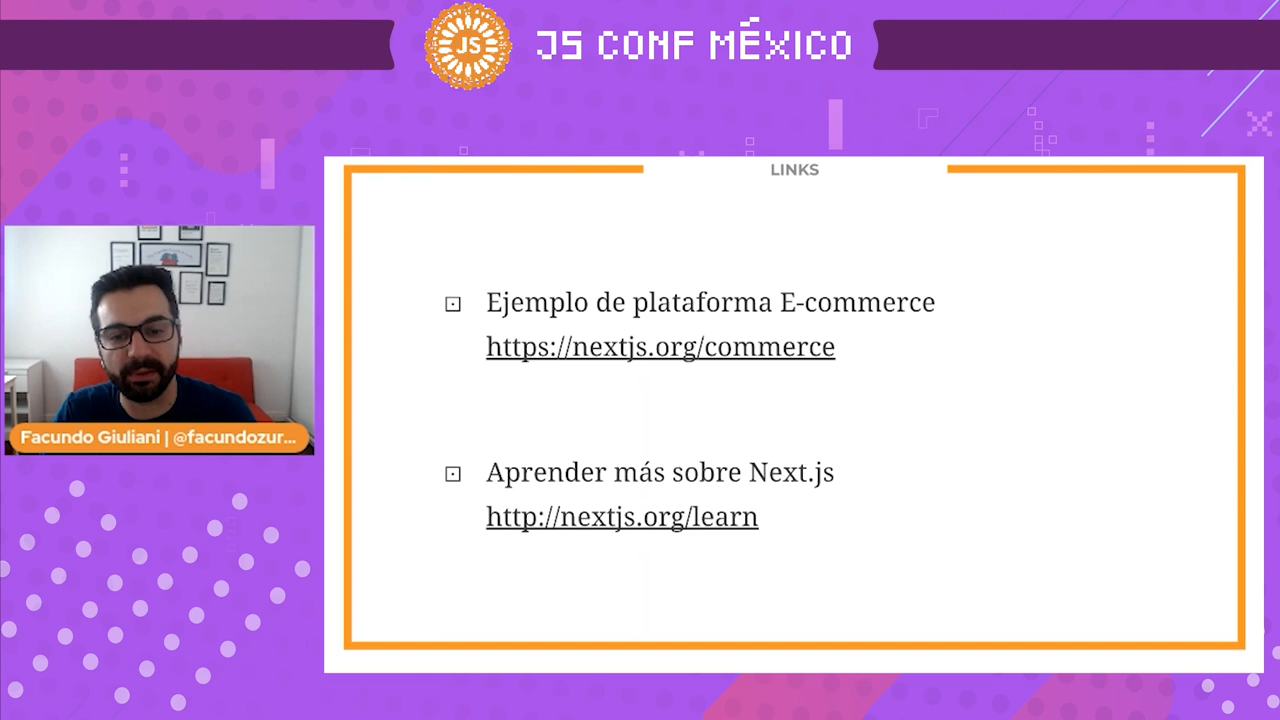 JS
JS CONF MÉXICO
LINKS
Ejemplo de plataforma E-commerce
https://nextjs.org/commerce
Aprender más sobre Next.js
http://nextjs.org/learn
Facundo Giuliani | @facundozur...